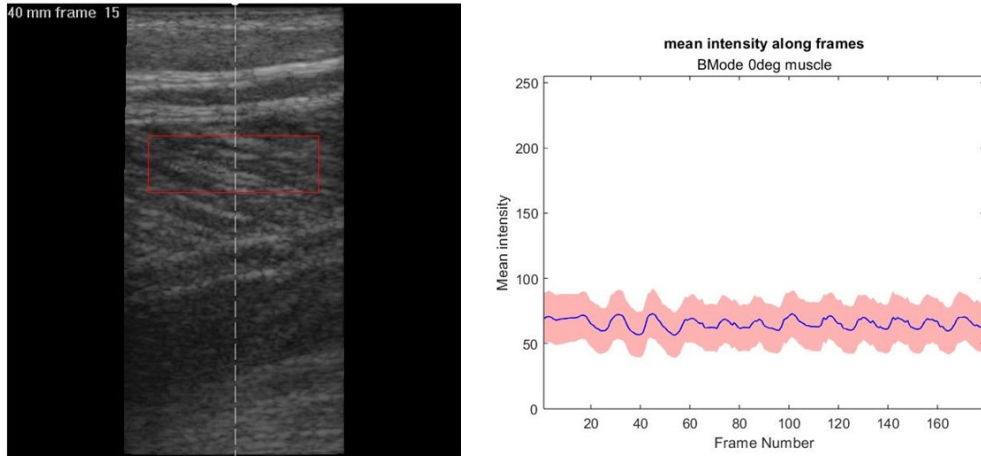 40 mm frame 15
mean intensity along frames
BMode 0deg muscle
250
200
150
100
50
0
Mean intensity
20 40 60 80 100 120 140 160
Frame Number